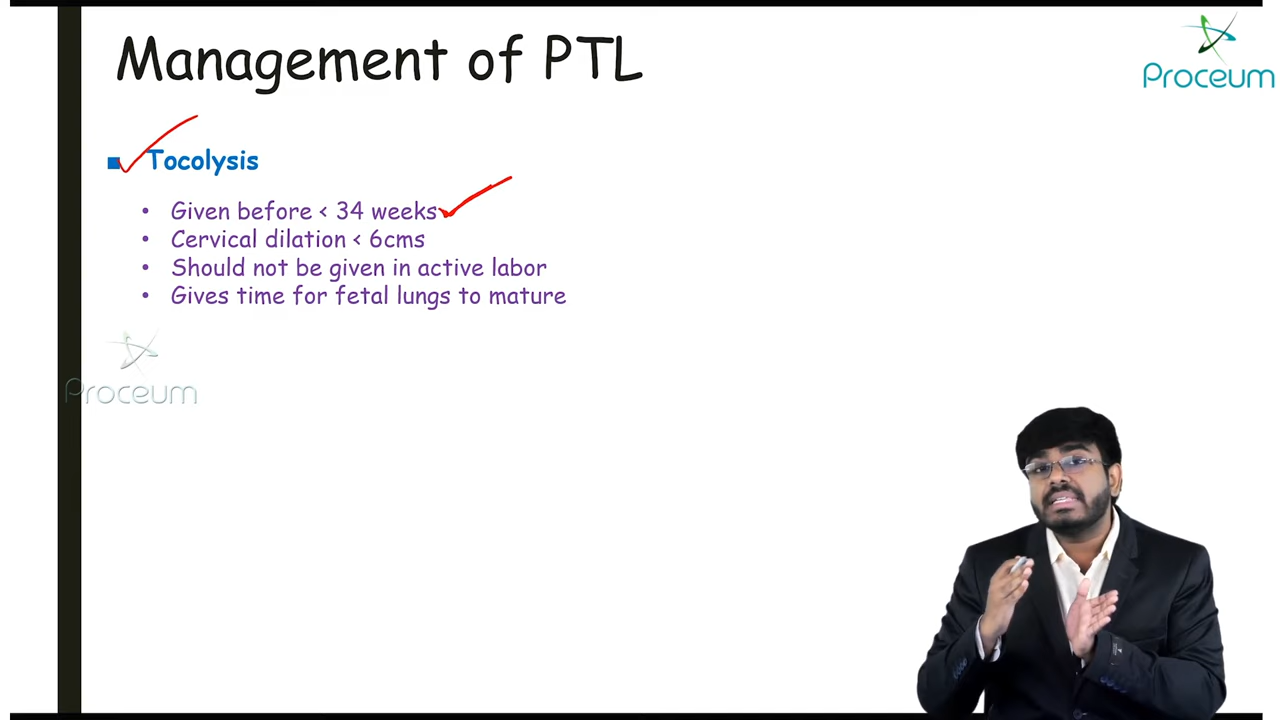 Management of PTL
Proceum
Tocolysis
• Given before < 34 weeks
• Cervical dilation < 6cms
• Should not be given in active labor
• Gives time for fetal lungs to mature
Proceum